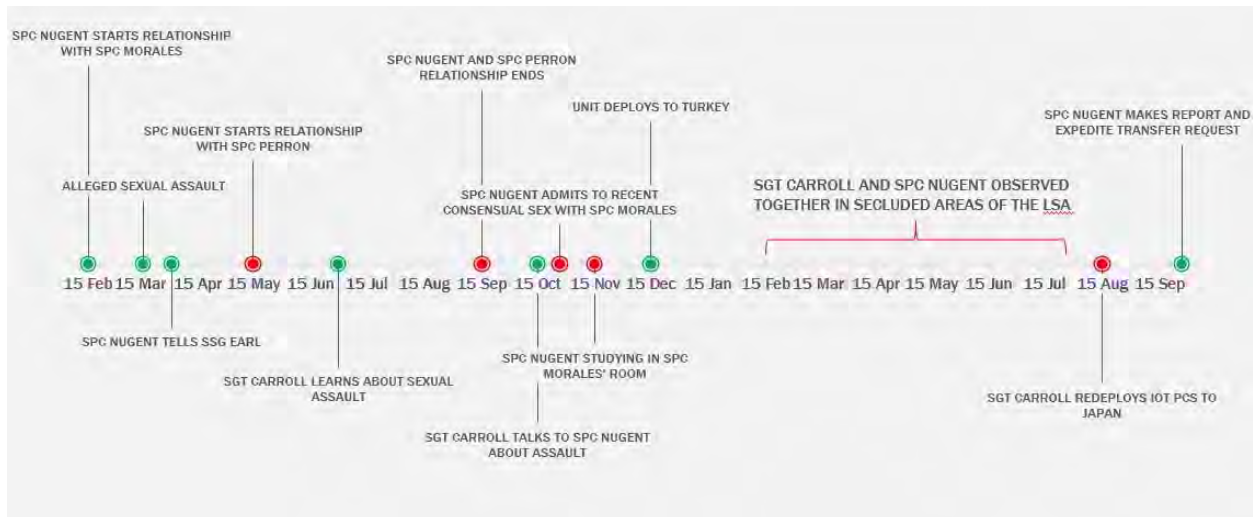 SPC NUGENT STARTS RELATIONSHIP
WITH SPC MORALES
SPC NUGENT AND SPC PERRON
RELATIONSHIP ENDS
UNIT DEPLOYS TO TURKEY
SPC NUGENT MAKES REPORT AND
EXPEDITE TRANSFER REQUEST
SPC NUGENT STARTS RELATIONSHIP
WITH SPC PERRON
ALLEGED SEXUAL ASSAULT
SPC NUGENT ADMITS TO RECENT
CONSENSUAL SEX WITH SPC MORALES
SGT CARROLL AND SPC NUGENT OBSERVED
TOGETHER IN SECLUDED AREAS OF THE LSA
15 Feb 15 Mar 15 Apr 15 May 15 Jun 15 Jul 15 Aug 15 Sep 15 Oct 15 Nov 15 Dec 15 Jan 15 Feb 15 Mar 15 Apr 15 May 15 Jun 15 Jul 15 Aug 15 Sep
SPC NUGENT TELLS SSG EARL
SGT CARROLL LEARNS ABOUT SEXUAL
ASSAULT
SPC NUGENT STUDYING IN SPC
MORALES' ROOM
SGT CARROLL TALKS TO SPC NUGENT
ABOUT ASSAULT
SGT CARROLL REDEPLOYS IOT PCS TO
JAPAN